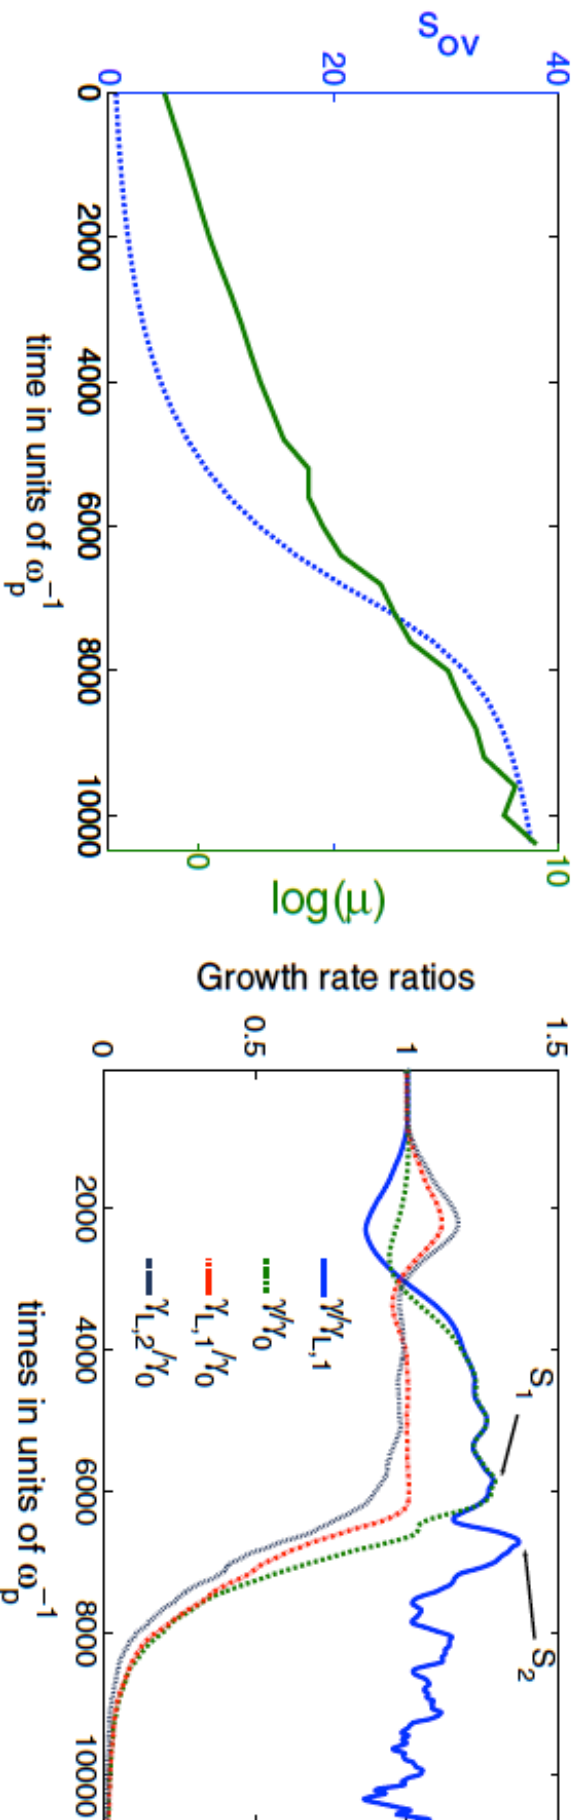 S_OV
40
20
0
0 2000 4000 6000 8000 10000
time in units of ω_p^−1
10
0
log(μ)
Growth rate ratios
1.5
1
0.5
0
2000 4000 6000 8000 10000
times in units of ω_p^−1
S_1
S_2
γ/γ_L,1
γ/γ_0
γ_L,1/γ_0
γ_L,2/γ_0